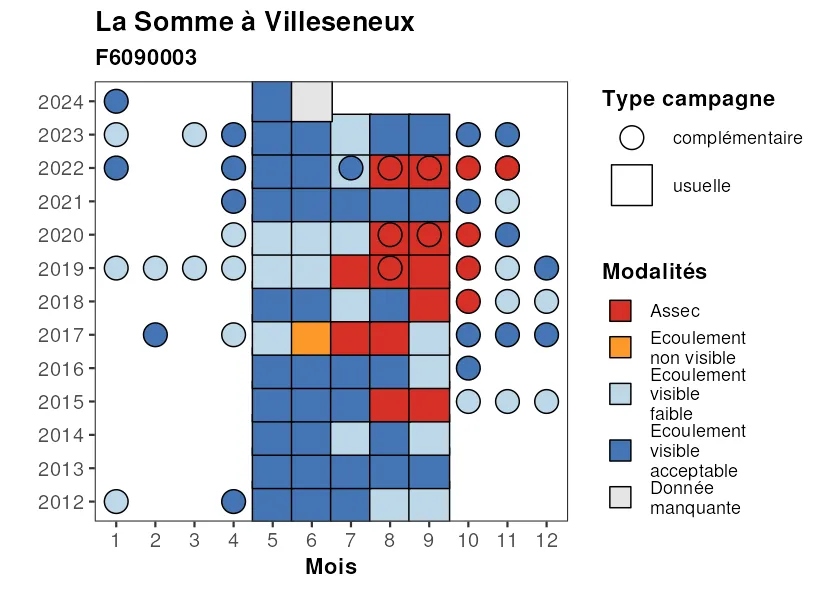 La Somme à Villeseneux
F6090003
2024
2023
2022
2021
2020
2019
2018
2017
2016
2015
2014
2013
2012
1 2 3 4 5 6 7 8 9 10 11 12
Mois
Type campagne
complémentaire
usuelle
Modalités
Assec
Ecoulement
non visible
Ecoulement
visible
faible
Ecoulement
visible
acceptable
Donnée
manquante